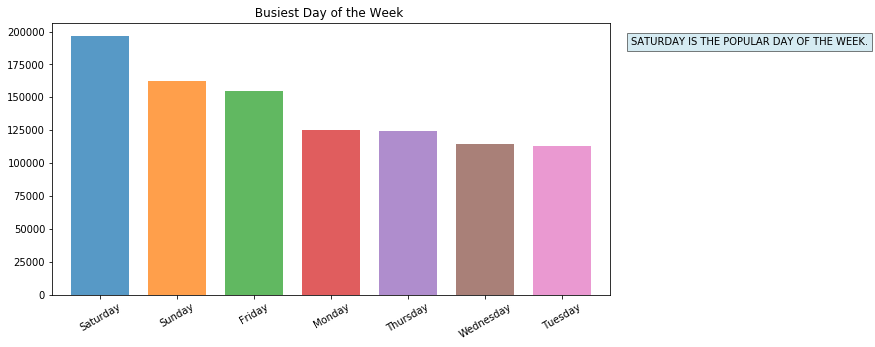 Busiest Day of the Week
SATURDAY IS THE POPULAR DAY OF THE WEEK.
200000
175000
150000
125000
100000
75000
50000
25000
0
Saturday
Sunday
Friday
Monday
Thursday
Wednesday
Tuesday